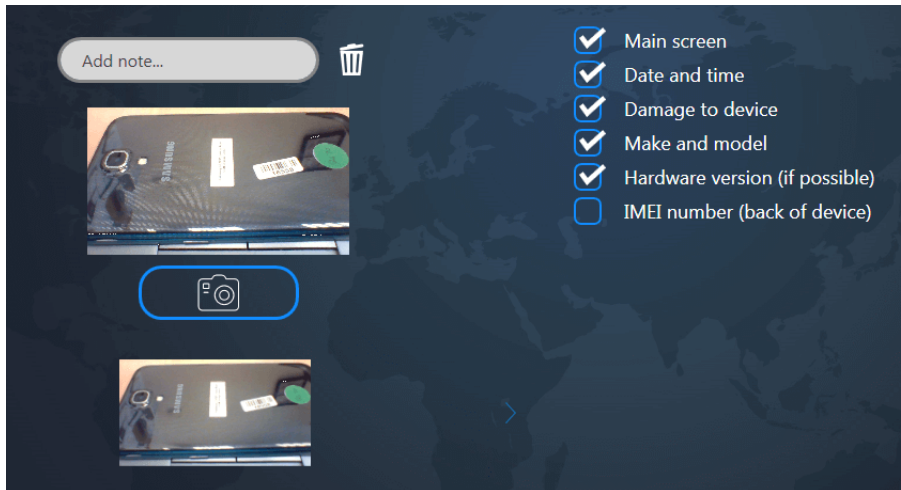 Add note...
SAMSUNG
SAMSUNG
Main screen
Date and time
Damage to device
Make and model
Hardware version (if possible)
IMEI number (back of device)